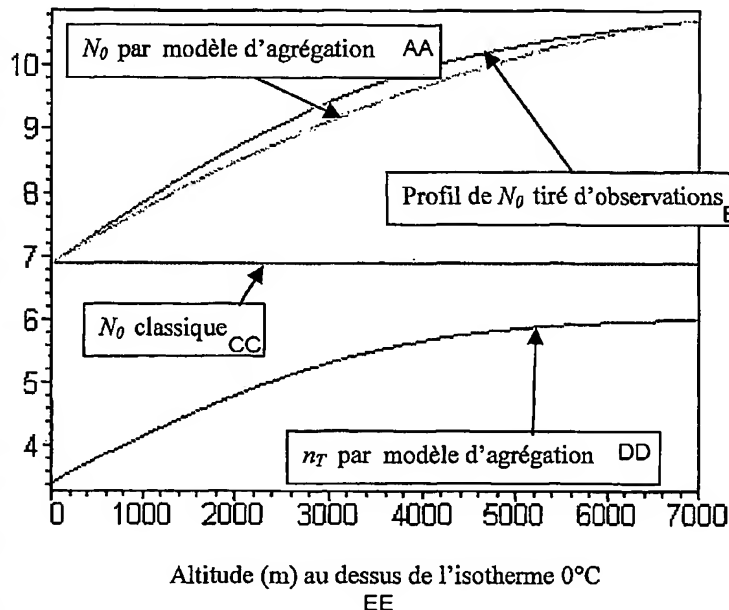 N₀ par modèle d'agrégation AA
10
9
Profil de N₀ tiré d'observations
8
7
N₀ classique CC
6
5
n_T par modèle d'agrégation DD
4
0 1000 2000 3000 4000 5000 6000 7000
Altitude (m) au dessus de l'isotherme 0°C
EE